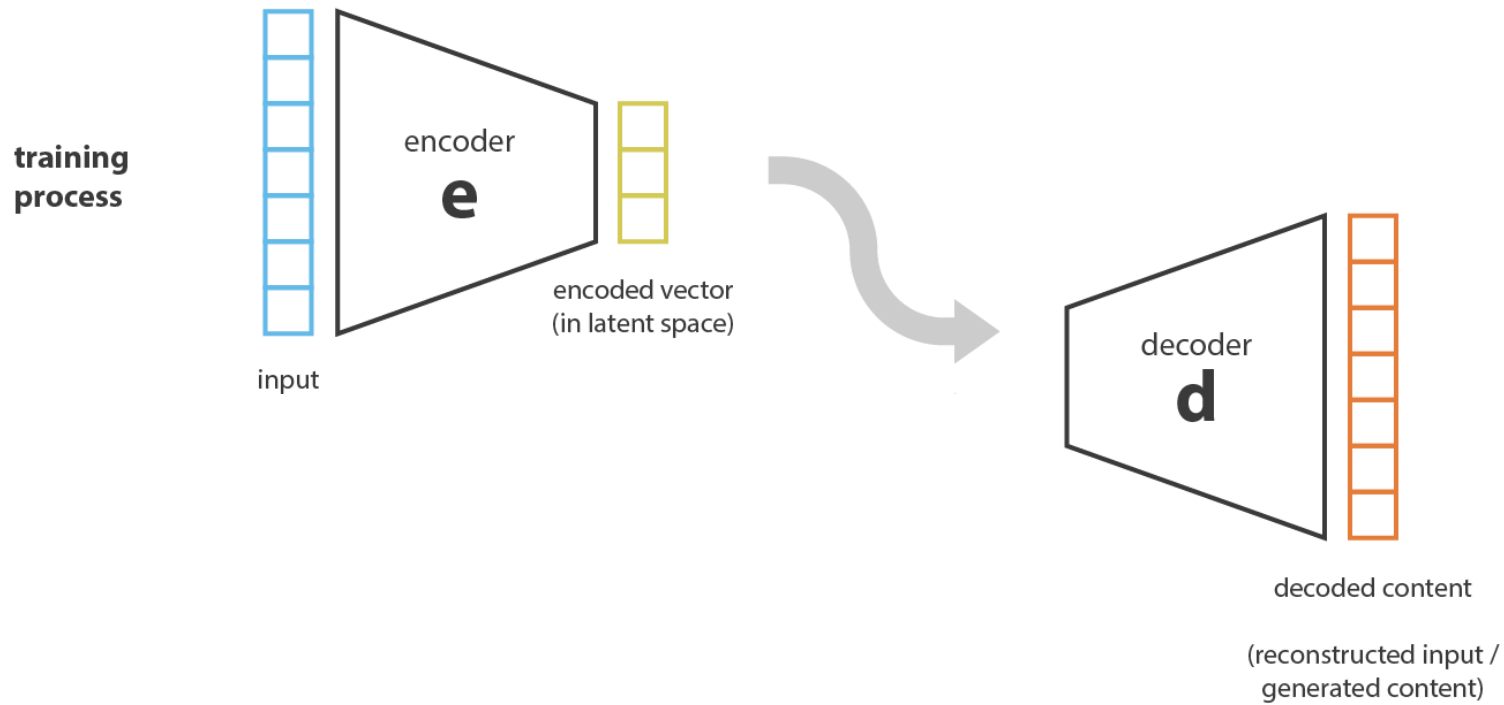 training
process
encoder
e
encoded vector
(in latent space)
input
decoder
d
decoded content
(reconstructed input /
generated content)